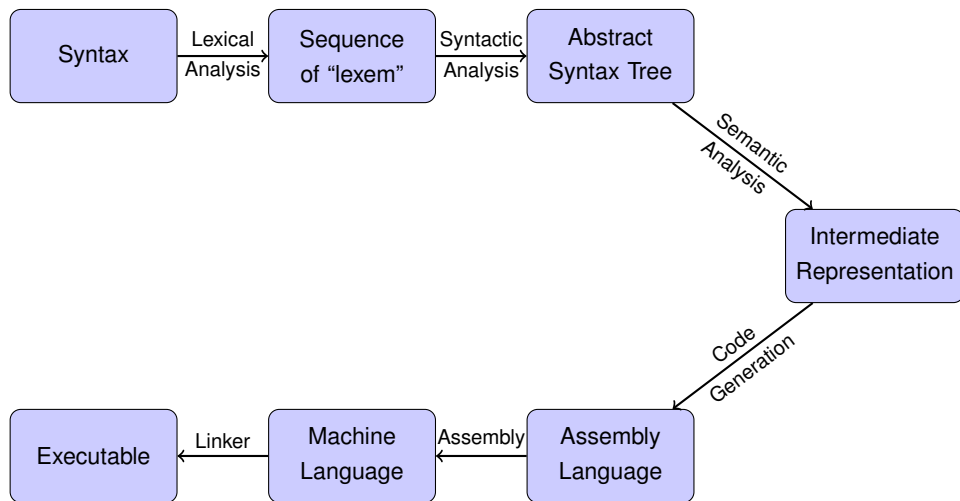 Syntax
Lexical
Analysis
Sequence
of “lexem”
Syntactic
Analysis
Abstract
Syntax Tree
Semantic
Analysis
Intermediate
Representation
Code
Generation
Assembly
Language
Assembly
Machine
Language
Linker
Executable